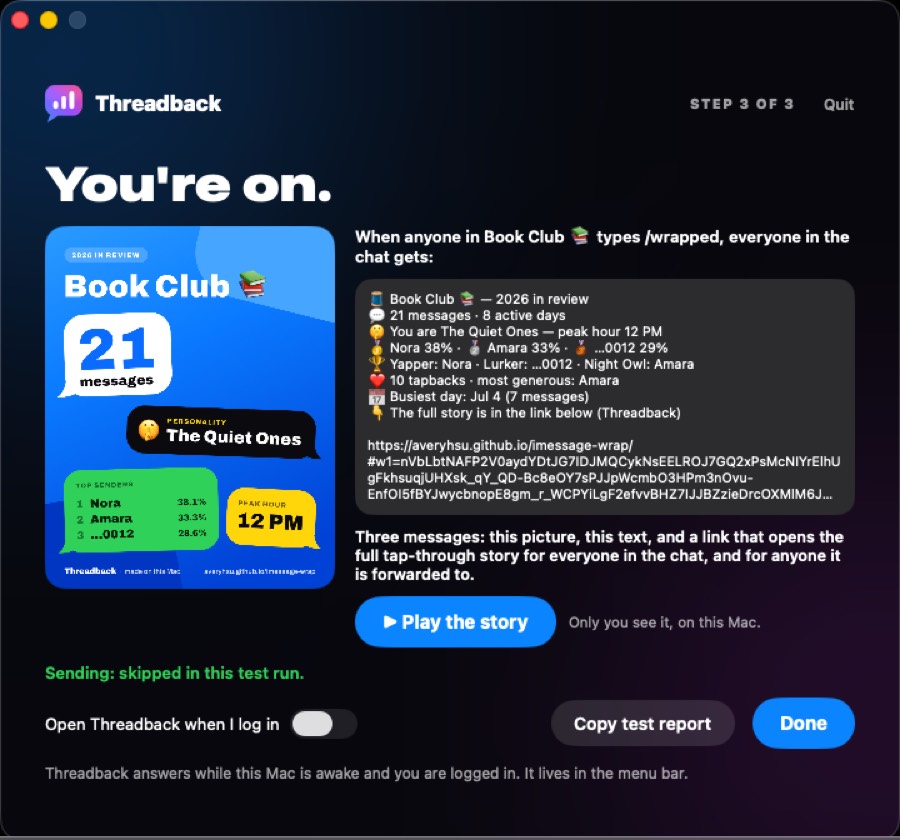 Threadback
STEP 3 OF 3
Quit
You're on.
2026 IN REVIEW
Book Club 📚
21
messages
PERSONALITY
🤫 The Quiet Ones
TOP SENDERS
1 Nora 38.1%
2 Amara 33.3%
3 ...0012 28.6%
PEAK HOUR
12 PM
Threadback made on this Mac averyhsu.github.io/imessage-wrap
When anyone in Book Club 📚 types /wrapped, everyone in the
chat gets:
🧵 Book Club 📚 — 2026 in review
💬 21 messages · 8 active days
🤫 You are The Quiet Ones — peak hour 12 PM
🥇 Nora 38% · 🥈 Amara 33% · 🥉 ...0012 29%
🏆 Yapper: Nora · Lurker: ...0012 · Night Owl: Amara
❤️ 10 tapbacks · most generous: Amara
📅 Busiest day: Jul 4 (7 messages)
👇 The full story is in the link below (Threadback)
https://averyhsu.github.io/imessage-wrap/
Three messages: this picture, this text, and a link that opens the
full tap-through story for everyone in the chat, and for anyone it
is forwarded to.
▶ Play the story
Only you see it, on this Mac.
Sending: skipped in this test run.
Open Threadback when I log in
Copy test report
Done
Threadback answers while this Mac is awake and you are logged in. It lives in the menu bar.